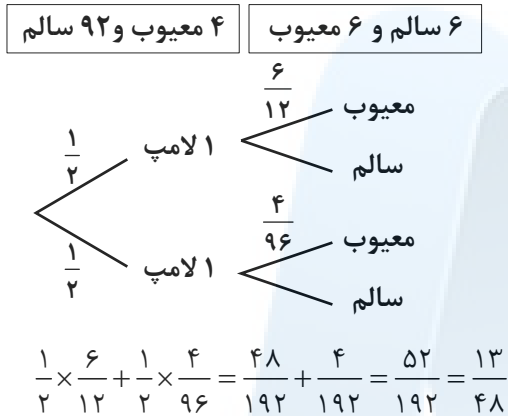 ۶ سالم و ۶ معیوب
۴ معیوب و ۹۲ سالم
۶/۱۲
معیوب
۱/۲
۱ لامپ
سالم
۴/۹۶
معیوب
۱/۲
۱ لامپ
سالم
۱/۲ × ۶/۱۲ + ۱/۲ × ۴/۹۶ = ۴۸/۱۹۲ + ۴/۱۹۲ = ۵۲/۱۹۲ = ۱۳/۴۸